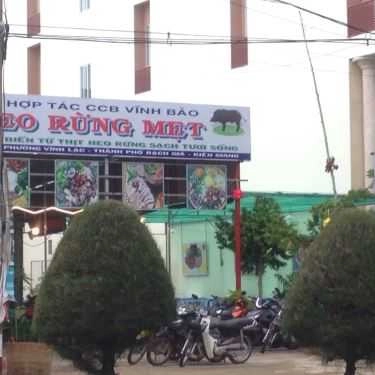 HỢP TÁC CCB VĨNH BẢO
EO RỪNG MẸT
BIẾN TỪ THỊT HEO RỪNG SẠCH TƯƠI SỐNG
PHƯỜNG VĨNH LẠC - THÀNH PHỐ RẠCH GIÁ - KIÊN GIANG